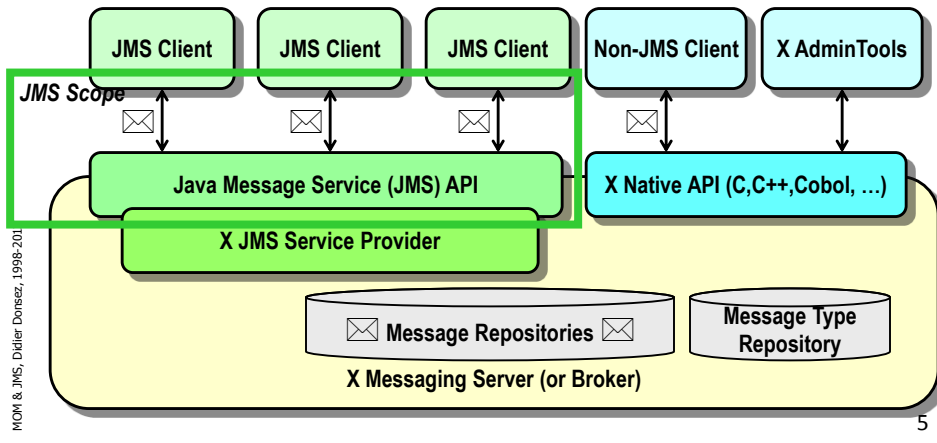 JMS Client
JMS Client
JMS Client
Non-JMS Client
X AdminTools
JMS Scope
Java Message Service (JMS) API
X Native API (C,C++,Cobol, …)
X JMS Service Provider
Message Repositories
Message Type
Repository
X Messaging Server (or Broker)
MOM & JMS, Didier Donsez, 1998-201
5